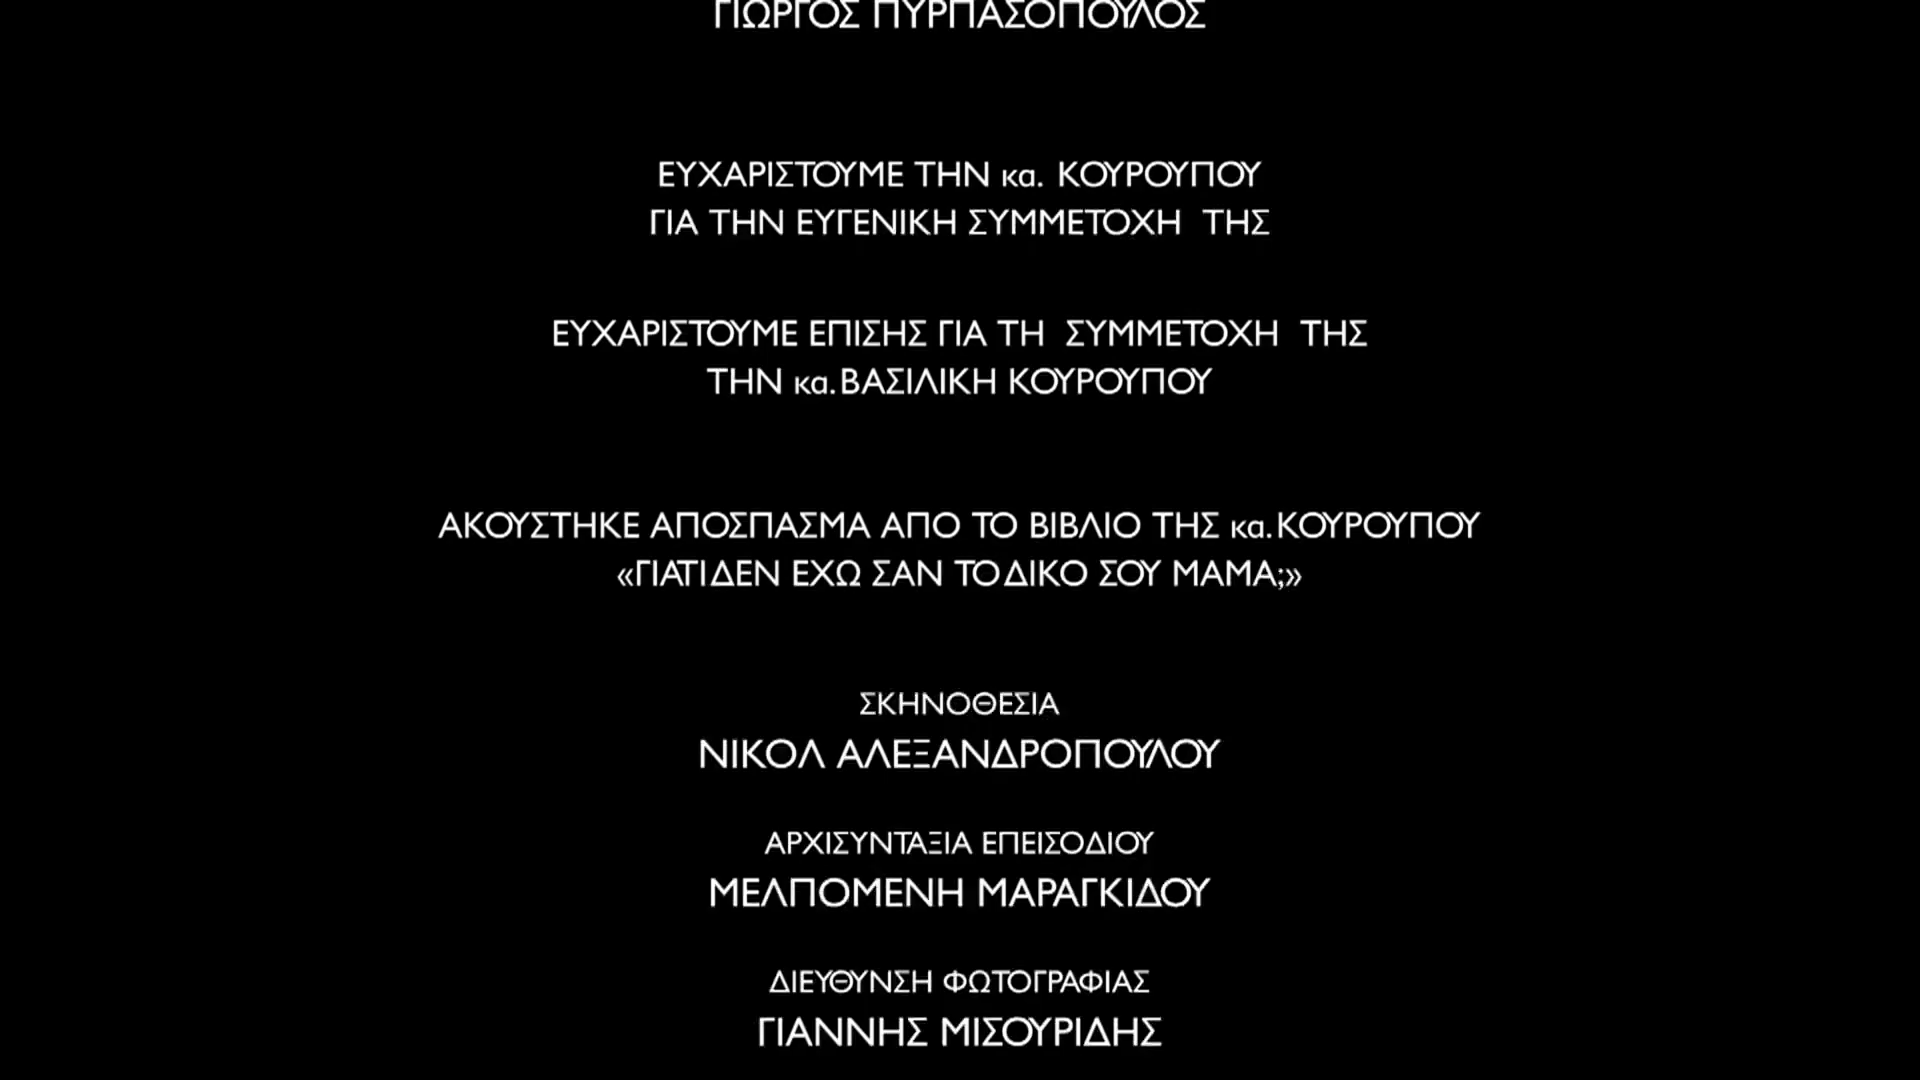 ΓΙΩΡΓΟΣ ΠΥΡΠΑΣΟΠΟΥΛΟΣ
ΕΥΧΑΡΙΣΤΟΥΜΕ ΤΗΝ κα. ΚΟΥΡΟΥΠΟΥ
ΓΙΑ ΤΗΝ ΕΥΓΕΝΙΚΗ ΣΥΜΜΕΤΟΧΗ ΤΗΣ
ΕΥΧΑΡΙΣΤΟΥΜΕ ΕΠΙΣΗΣ ΓΙΑ ΤΗ ΣΥΜΜΕΤΟΧΗ ΤΗΣ
ΤΗΝ κα.ΒΑΣΙΛΙΚΗ ΚΟΥΡΟΥΠΟΥ
ΑΚΟΥΣΤΗΚΕ ΑΠΟΣΠΑΣΜΑ ΑΠΟ ΤΟ ΒΙΒΛΙΟ ΤΗΣ κα.ΚΟΥΡΟΥΠΟΥ
«ΓΙΑΤΙ ΔΕΝ ΕΧΩ ΣΑΝ ΤΟ ΔΙΚΟ ΣΟΥ ΜΑΜΑ;»
ΣΚΗΝΟΘΕΣΙΑ
ΝΙΚΟΛ ΑΛΕΞΑΝΔΡΟΠΟΥΛΟΥ
ΑΡΧΙΣΥΝΤΑΞΙΑ ΕΠΕΙΣΟΔΙΟΥ
ΜΕΛΠΟΜΕΝΗ ΜΑΡΑΓΚΙΔΟΥ
ΔΙΕΥΘΥΝΣΗ ΦΩΤΟΓΡΑΦΙΑΣ
ΓΙΑΝΝΗΣ ΜΙΣΟΥΡΙΔΗΣ